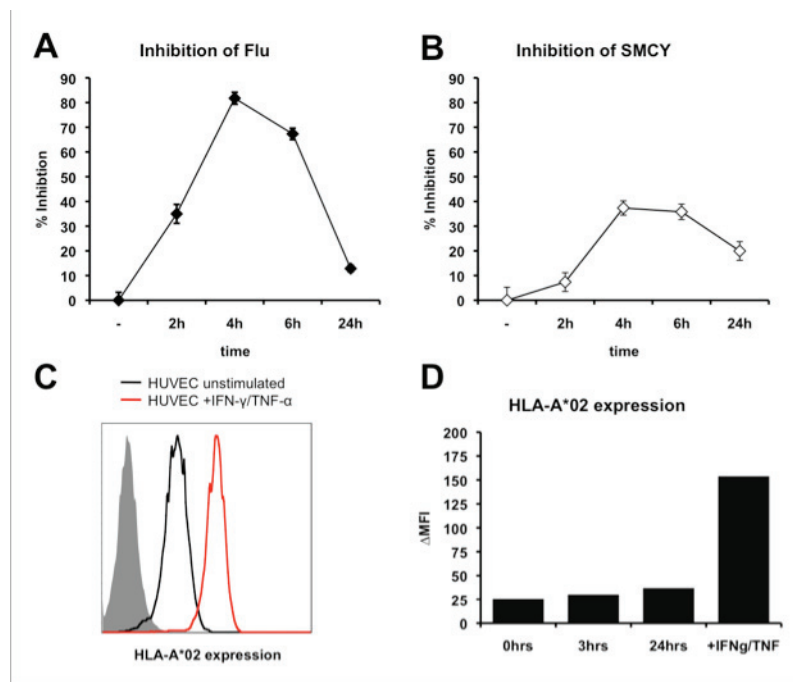 A
Inhibition of Flu
90
80
70
60
50
40
30
20
10
0
% Inhibtion
- 2h 4h 6h 24h
time
B
Inhibition of SMCY
90
80
70
60
50
40
30
20
10
0
% Inhibition
- 2h 4h 6h 24h
time
C
HUVEC unstimulated
HUVEC +IFN-γ/TNF-α
HLA-A*02 expression
D
HLA-A*02 expression
200
175
150
125
100
75
50
25
0
ΔMFI
0hrs 3hrs 24hrs +IFNg/TNF